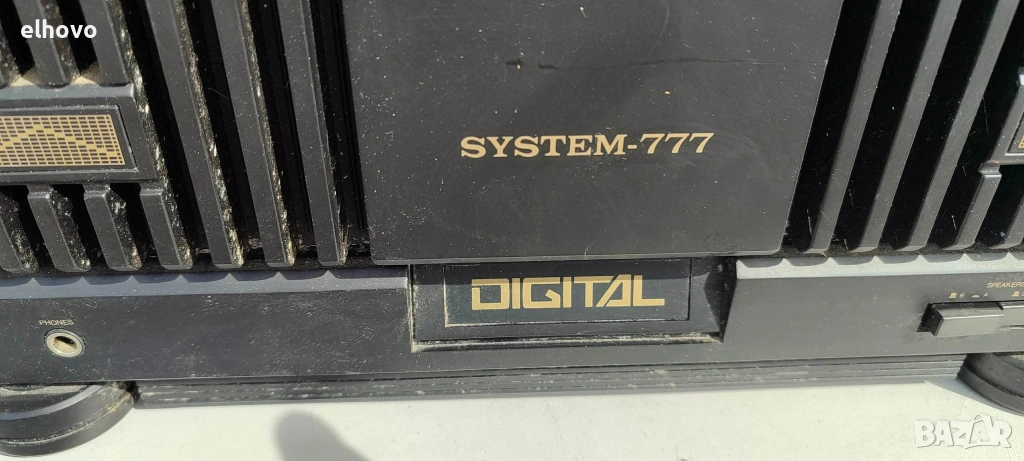 elhovo
SYSTEM-777
DIGITAL
PHONES
SPEAKERS
BAZAR